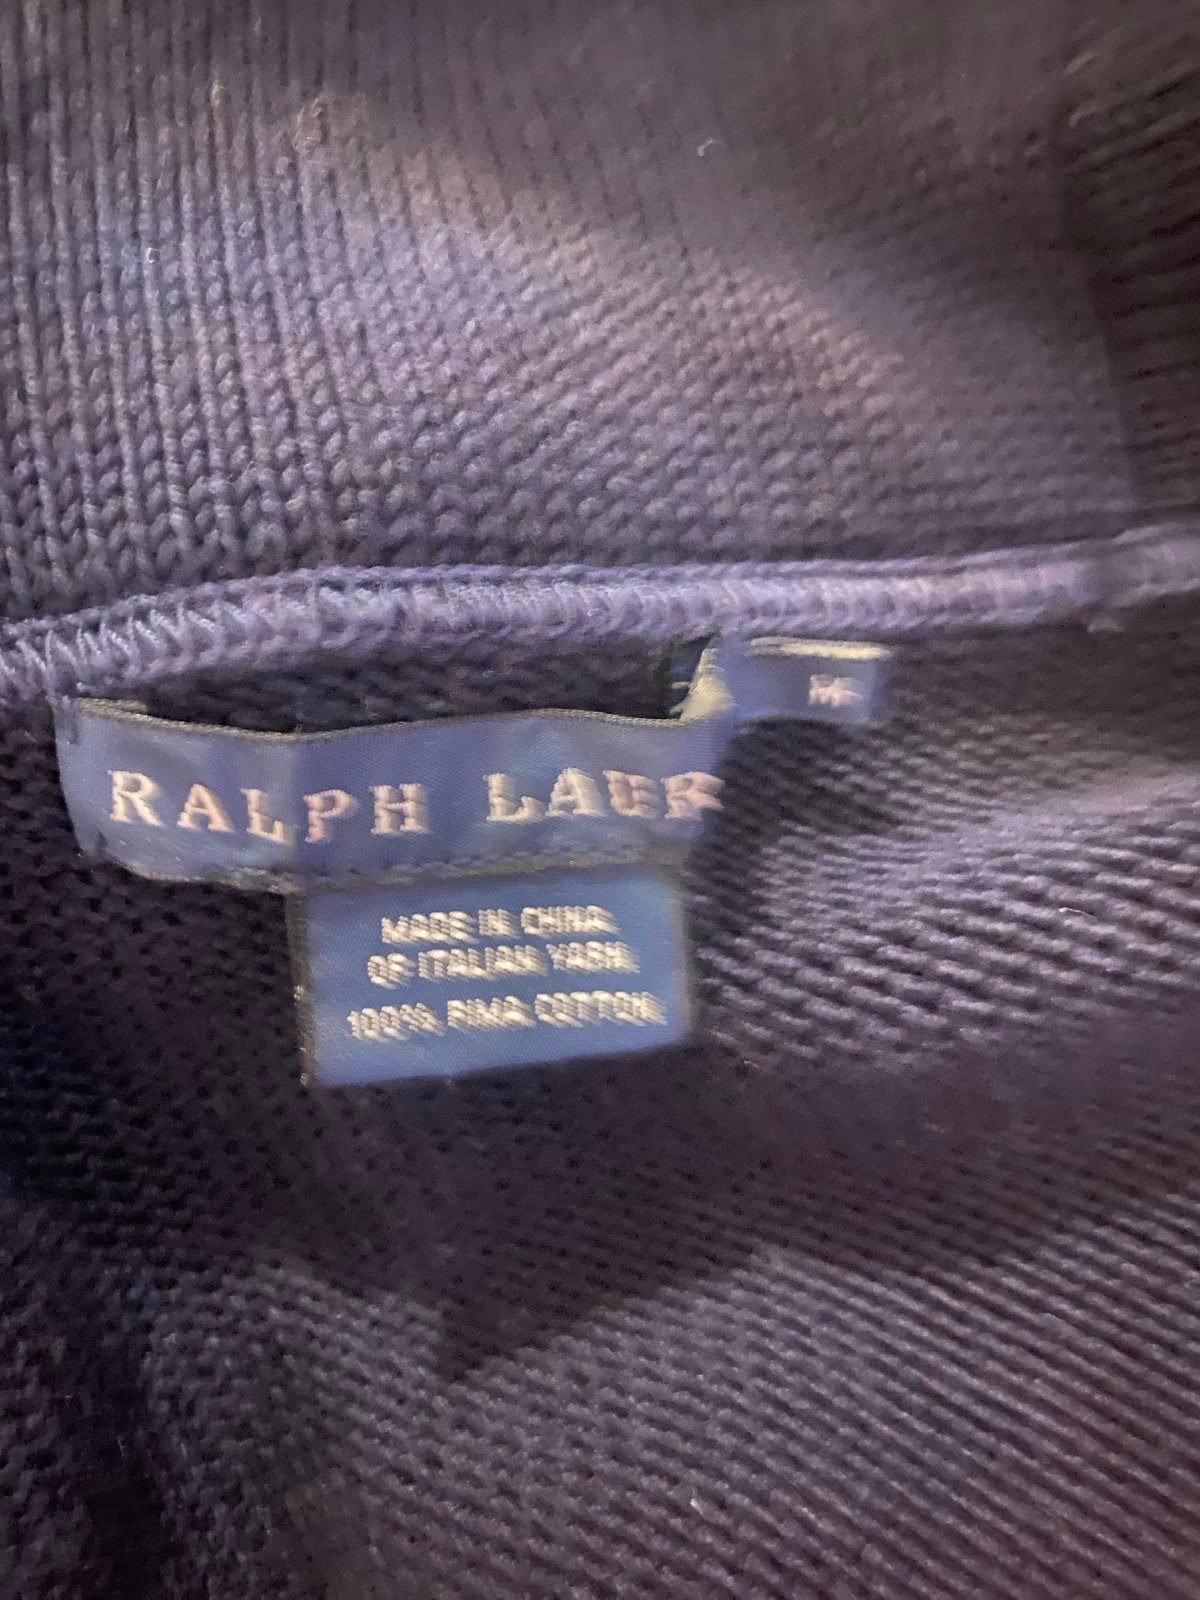 M
RALPH LAUR
MADE IN CHINA
OF ITALIAN YARN
100% PIMA COTTON